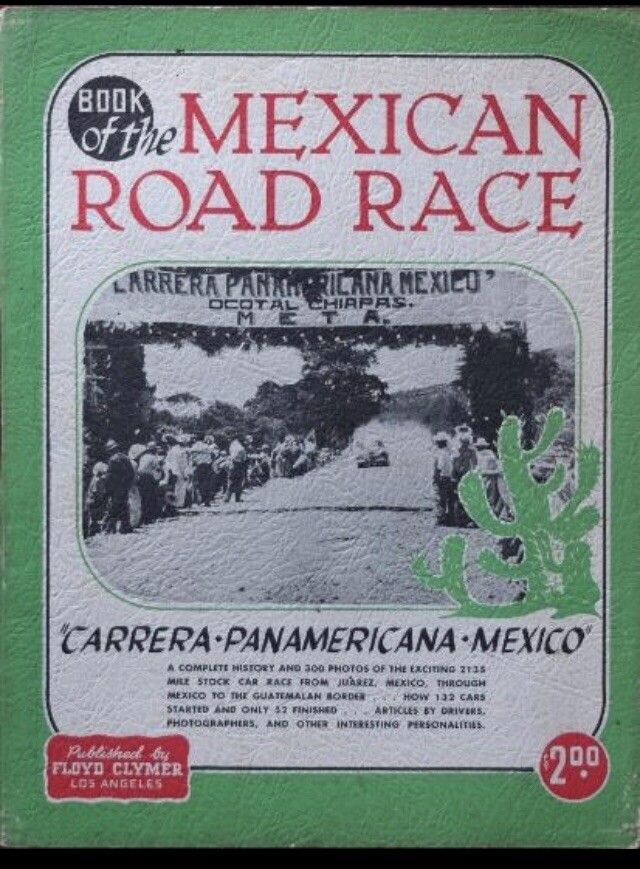 BOOK
of the MEXICAN
ROAD RACE
"CARRERA PANAMERICANA MEXICO"
OCOTAL CHIAPAS.
META.
"CARRERA·PANAMERICANA·MEXICO"
A COMPLETE HISTORY AND 300 PHOTOS OF THE EXCITING 2135
MILE STOCK CAR RACE FROM JUÁREZ, MEXICO, THROUGH
MEXICO TO THE GUATEMALAN BORDER . . . HOW 132 CARS
STARTED AND ONLY 52 FINISHED . . . ARTICLES BY DRIVERS,
PHOTOGRAPHERS, AND OTHER INTERESTING PERSONALITIES.
Published by
FLOYD CLYMER
LOS ANGELES
$2.00